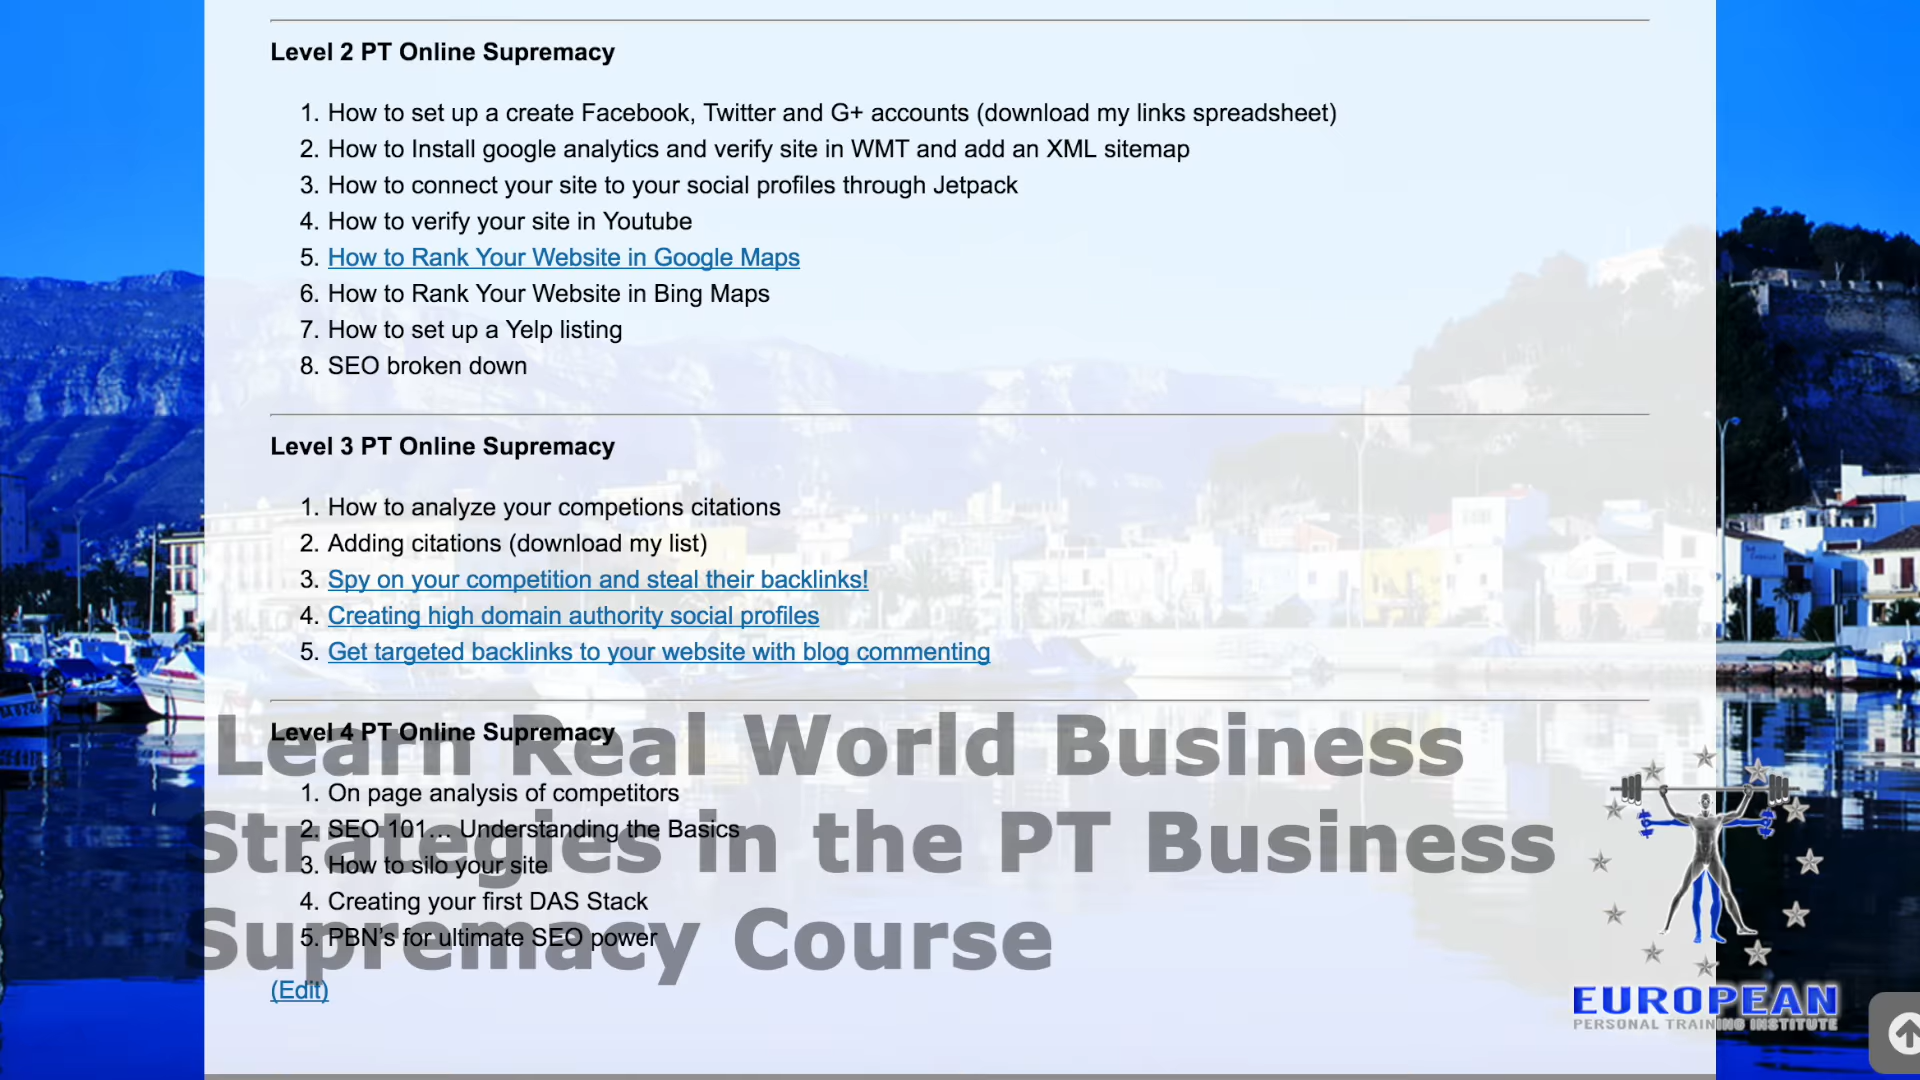 Level 2 PT Online Supremacy
1. How to set up a create Facebook, Twitter and G+ accounts (download my links spreadsheet)
2. How to Install google analytics and verify site in WMT and add an XML sitemap
3. How to connect your site to your social profiles through Jetpack
4. How to verify your site in Youtube
5. How to Rank Your Website in Google Maps
6. How to Rank Your Website in Bing Maps
7. How to set up a Yelp listing
8. SEO broken down
Level 3 PT Online Supremacy
1. How to analyze your competions citations
2. Adding citations (download my list)
3. Spy on your competition and steal their backlinks!
4. Creating high domain authority social profiles
5. Get targeted backlinks to your website with blog commenting
Level 4 PT Online Supremacy
1. On page analysis of competitors
2. SEO 101… Understanding the Basics
3. How to silo your site
4. Creating your first DAS Stack
5. PBN's for ultimate SEO power
(Edit)
Learn Real World Business
Strategies in the PT Business
Supremacy Course
EUROPEAN
PERSONAL TRAINING INSTITUTE